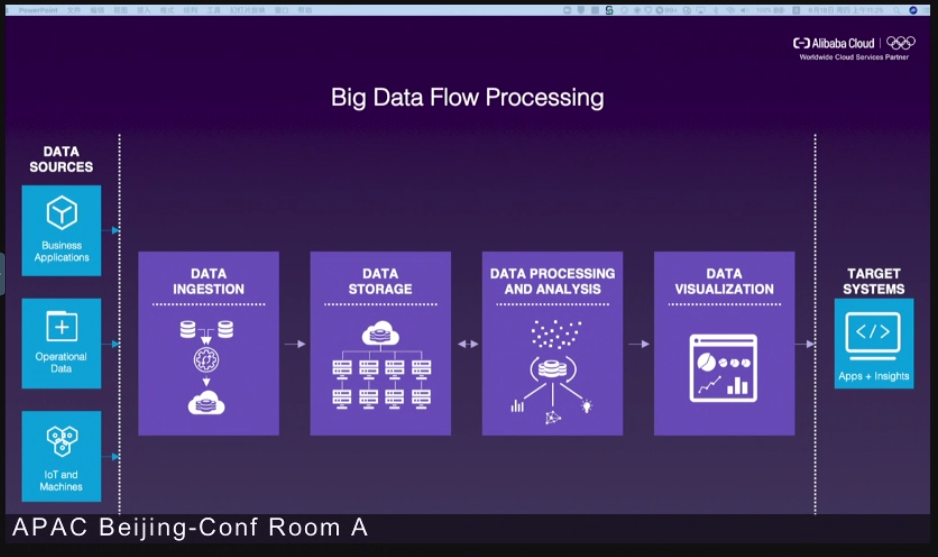 PowerPoint 文件 编辑 视图 插入 格式 排列 工具 幻灯片放映 窗口 帮助
Alibaba Cloud
Worldwide Cloud Services Partner
Big Data Flow Processing
DATA
SOURCES
Business
Applications
Operational
Data
IoT and
Machines
DATA
INGESTION
DATA
STORAGE
DATA PROCESSING
AND ANALYSIS
DATA
VISUALIZATION
TARGET
SYSTEMS
</>
Apps + Insights
APAC Beijing-Conf Room A